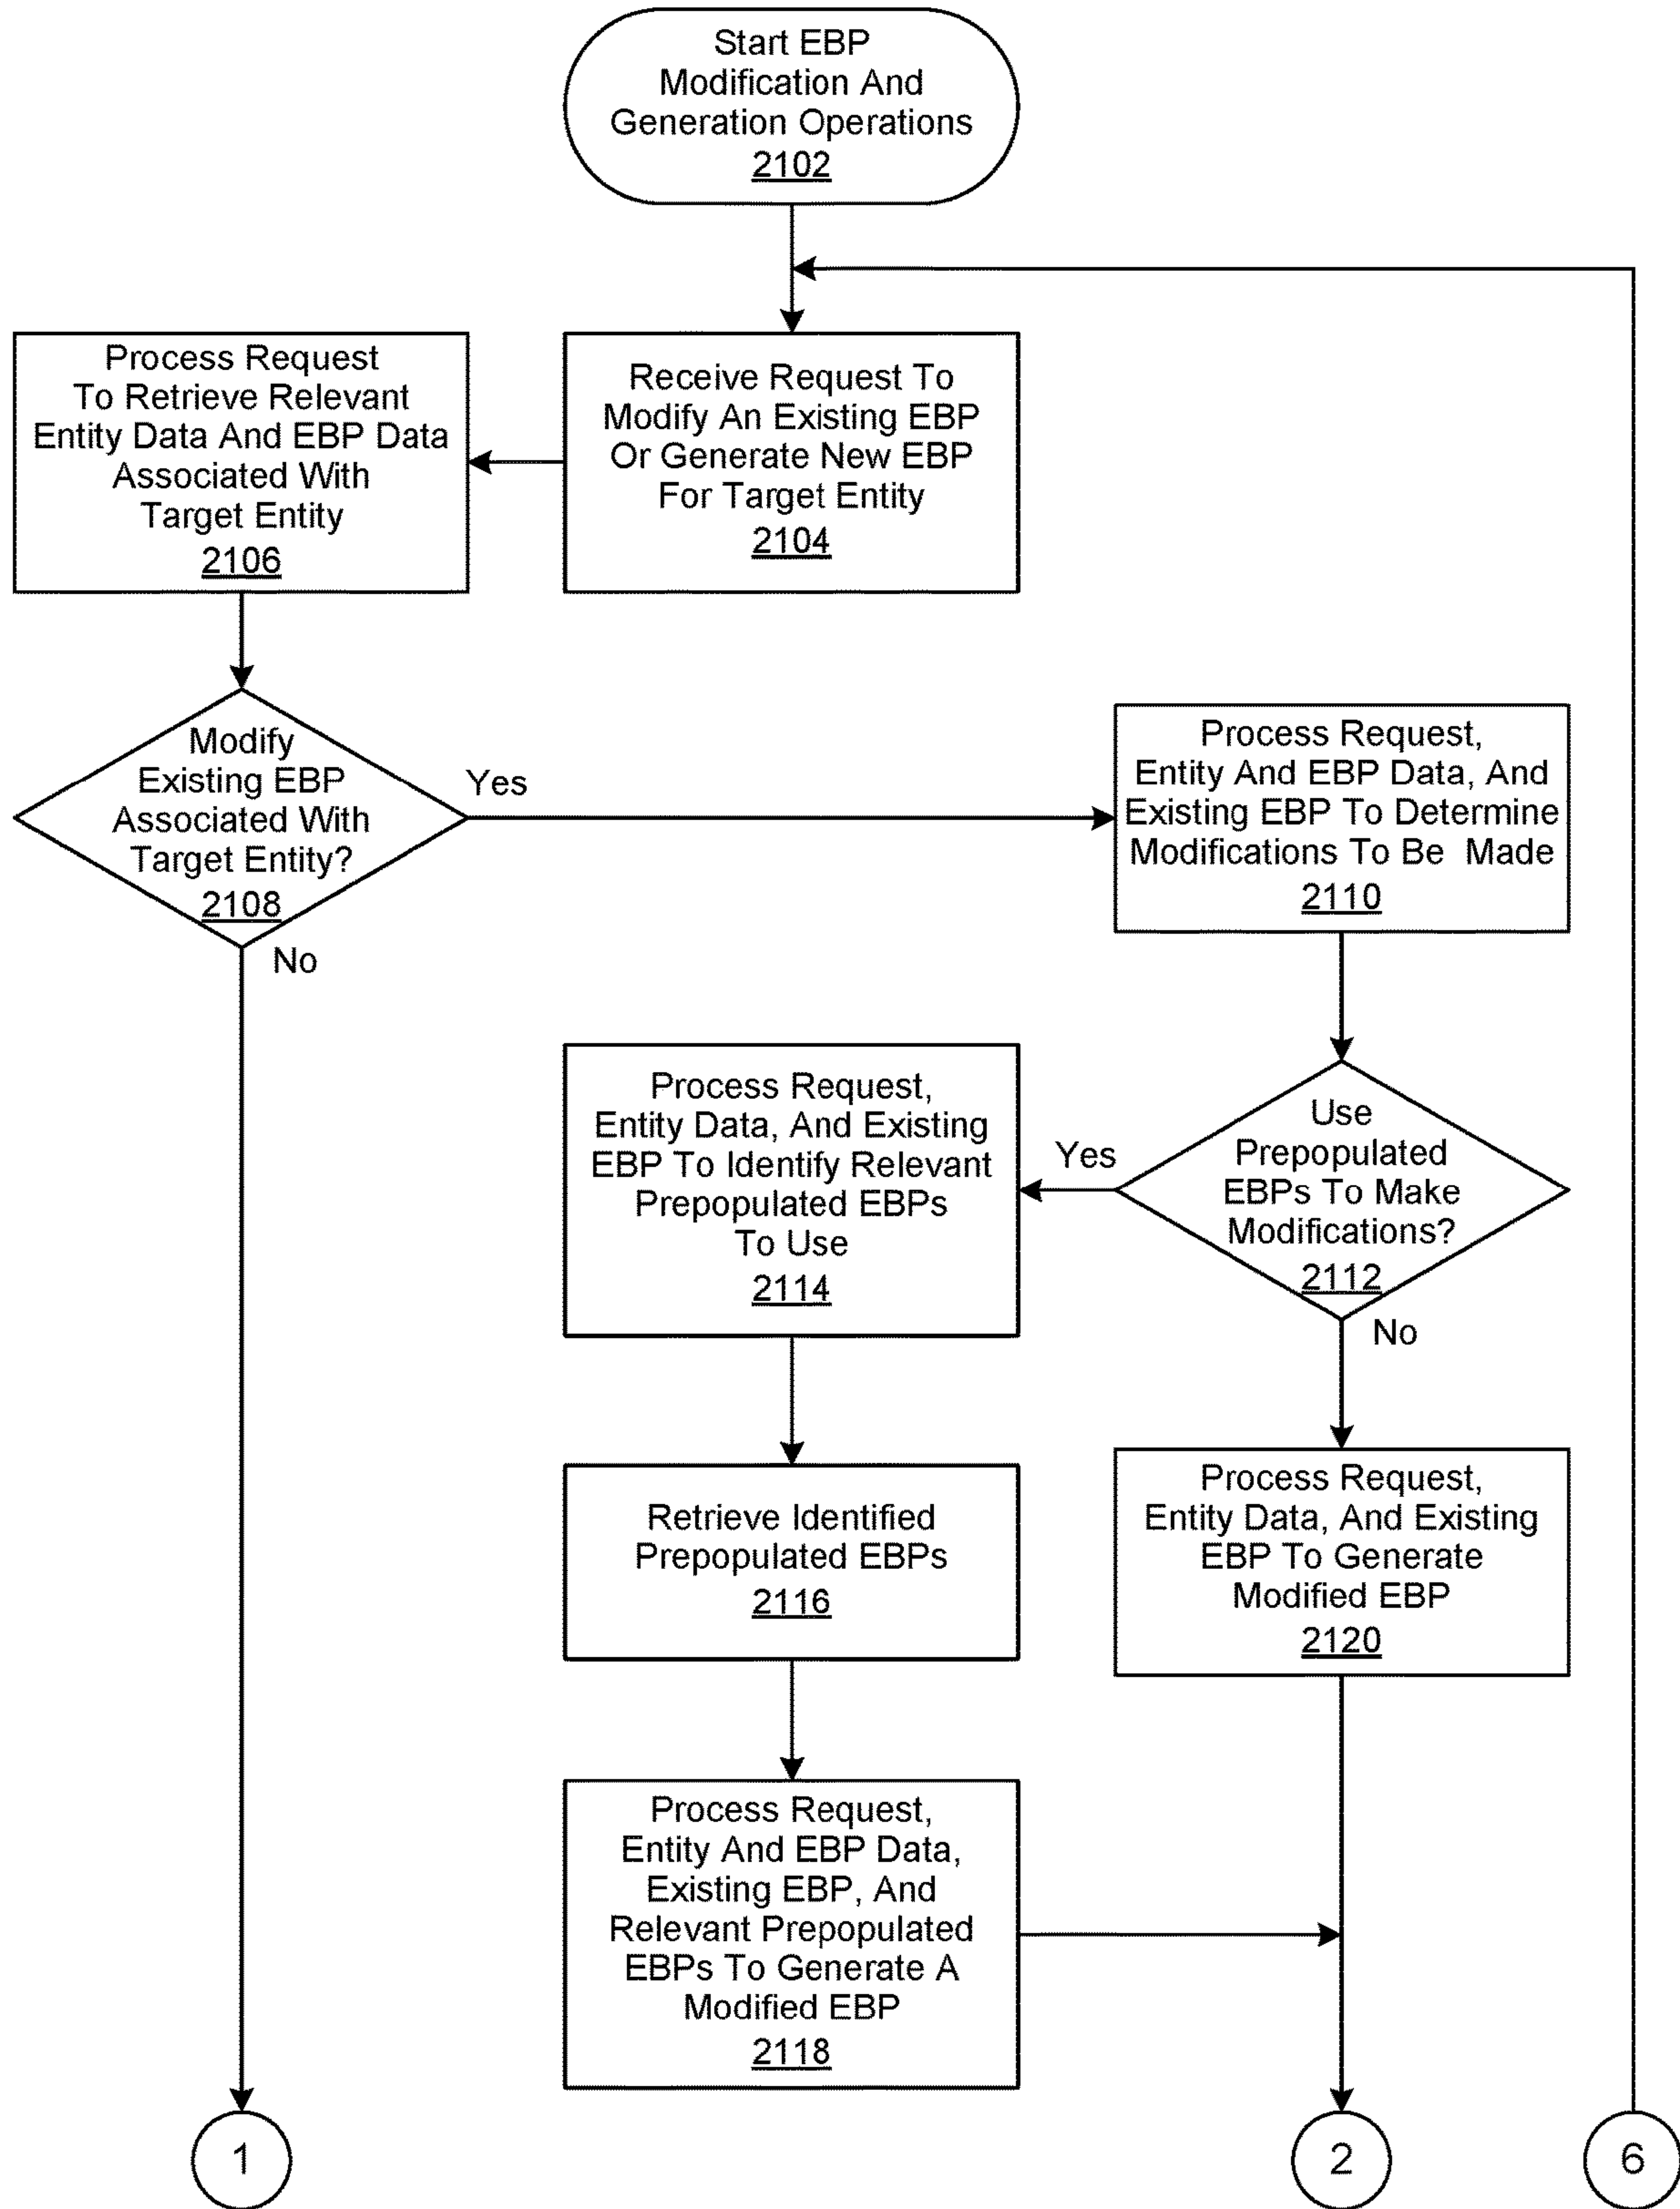 Start EBP
Modification And
Generation Operations
2102
Process Request
To Retrieve Relevant
Entity Data And EBP Data
Associated With
Target Entity
2106
Receive Request To
Modify An Existing EBP
Or Generate New EBP
For Target Entity
2104
Modify
Existing EBP
Associated With
Target Entity?
2108
Yes
No
Process Request,
Entity And EBP Data, And
Existing EBP To Determine
Modifications To Be Made
2110
Process Request,
Entity Data, And Existing
EBP To Identify Relevant
Prepopulated EBPs
To Use
2114
Yes
Use
Prepopulated
EBPs To Make
Modifications?
2112
No
Retrieve Identified
Prepopulated EBPs
2116
Process Request,
Entity Data, And Existing
EBP To Generate
Modified EBP
2120
Process Request,
Entity And EBP Data,
Existing EBP, And
Relevant Prepopulated
EBPs To Generate A
Modified EBP
2118
1
2
6